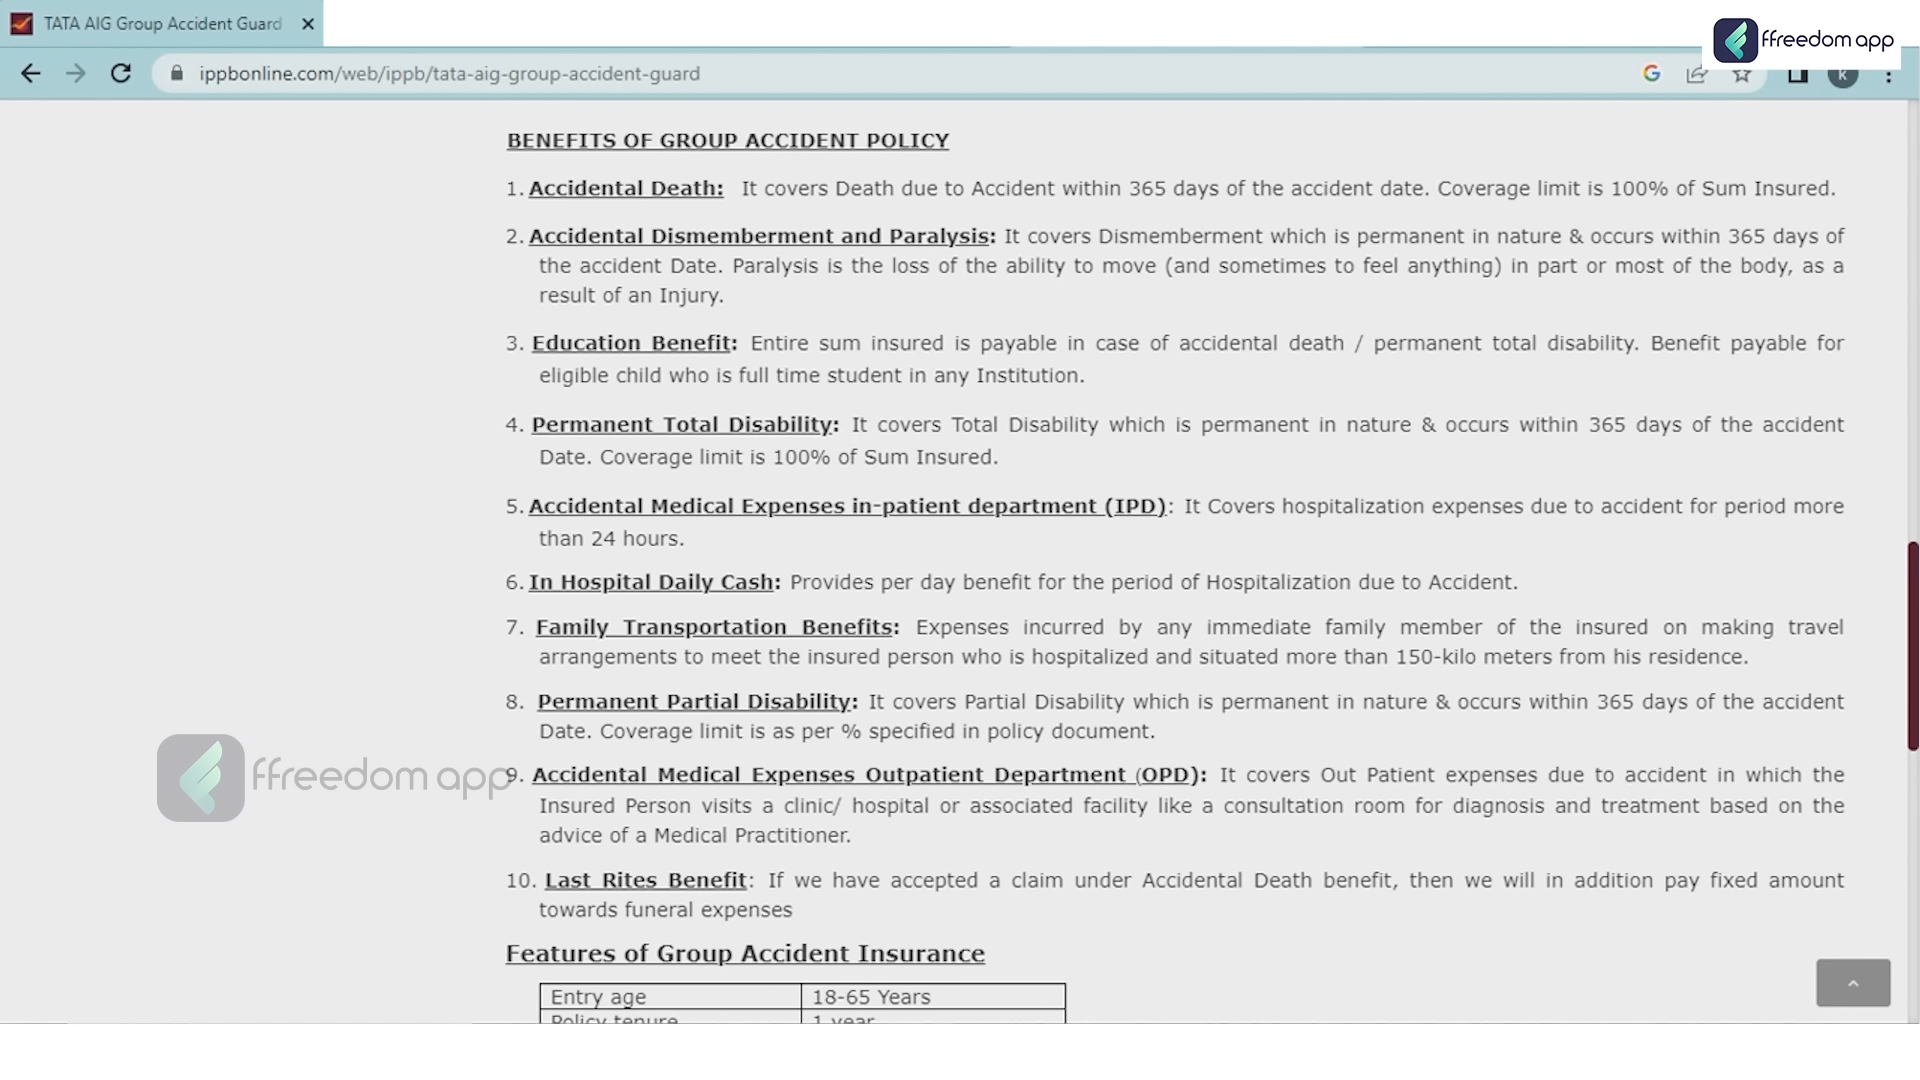 TATA AIG Group Accident Guard
ffreedom app
ippbonline.com/web/ippb/tata-aig-group-accident-guard
K
BENEFITS OF GROUP ACCIDENT POLICY
1. Accidental Death: It covers Death due to Accident within 365 days of the accident date. Coverage limit is 100% of Sum Insured.
2. Accidental Dismemberment and Paralysis: It covers Dismemberment which is permanent in nature & occurs within 365 days of
the accident Date. Paralysis is the loss of the ability to move (and sometimes to feel anything) in part or most of the body, as a
result of an Injury.
3. Education Benefit: Entire sum insured is payable in case of accidental death / permanent total disability. Benefit payable for
eligible child who is full time student in any Institution.
4. Permanent Total Disability: It covers Total Disability which is permanent in nature & occurs within 365 days of the accident
Date. Coverage limit is 100% of Sum Insured.
5. Accidental Medical Expenses in-patient department (IPD): It Covers hospitalization expenses due to accident for period more
than 24 hours.
6. In Hospital Daily Cash: Provides per day benefit for the period of Hospitalization due to Accident.
7. Family Transportation Benefits: Expenses incurred by any immediate family member of the insured on making travel
arrangements to meet the insured person who is hospitalized and situated more than 150-kilo meters from his residence.
8. Permanent Partial Disability: It covers Partial Disability which is permanent in nature & occurs within 365 days of the accident
Date. Coverage limit is as per % specified in policy document.
ffreedom app
9. Accidental Medical Expenses Outpatient Department (OPD): It covers Out Patient expenses due to accident in which the
Insured Person visits a clinic/ hospital or associated facility like a consultation room for diagnosis and treatment based on the
advice of a Medical Practitioner.
10. Last Rites Benefit: If we have accepted a claim under Accidental Death benefit, then we will in addition pay fixed amount
towards funeral expenses
Features of Group Accident Insurance
Entry age 18-65 Years
Policy tenure 1 year